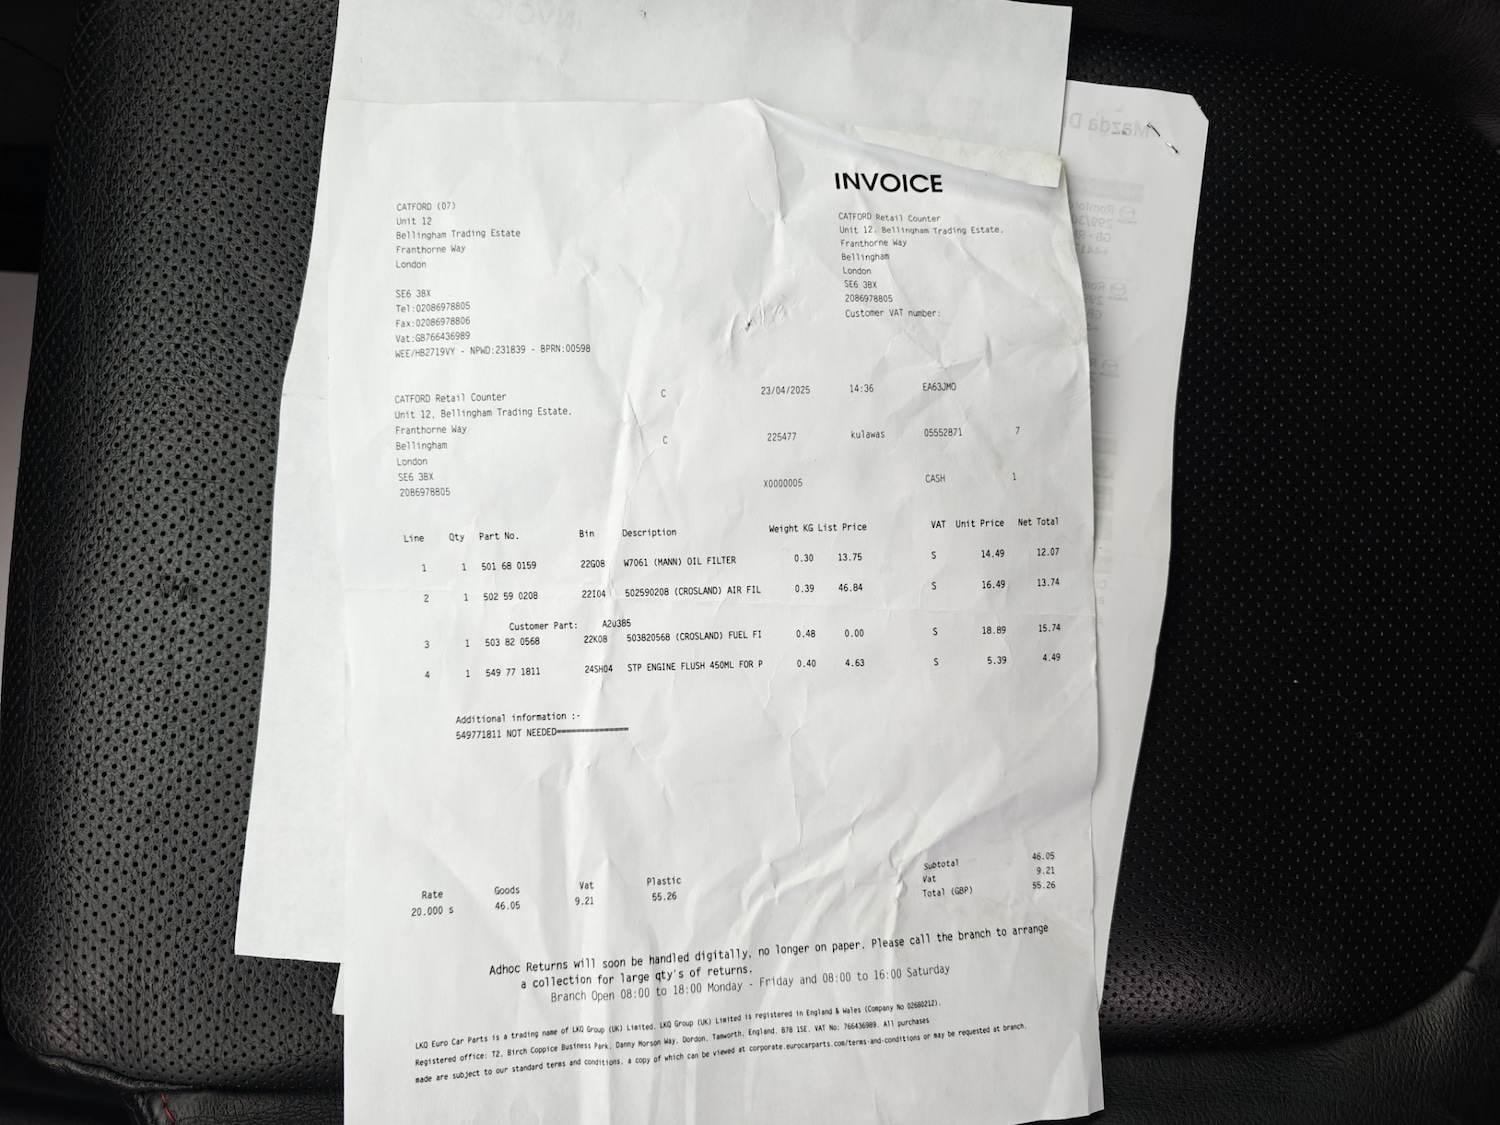 INVOICE
CATFORD (07)
Unit 12
Bellingham Trading Estate
Franthorne Way
London
SE6 3BX
Tel:02086978805
Fax:02086978806
Vat:GB766436989
WEE/HB2719VY - NPWD:231839 - BPRN:00598
CATFORD Retail Counter
Unit 12, Bellingham Trading Estate,
Franthorne Way
Bellingham
London
SE6 3BX
2086978805
Customer VAT number:
CATFORD Retail Counter
Unit 12, Bellingham Trading Estate,
Franthorne Way
Bellingham
London
SE6 3BX
2086978805
C 23/04/2025 14:36 EA63JMO
C 225477 kulawas 05552871 7
X0000005 CASH 1
Line Qty Part No. Bin Description Weight KG List Price VAT Unit Price Net Total
1 1 501 68 0159 22G08 W7061 (MANN) OIL FILTER 0.30 13.75 S 14.49 12.07
2 1 502 59 0208 22I04 502590208 (CROSLAND) AIR FIL 0.39 46.84 S 16.49 13.74
Customer Part: A20385
3 1 503 82 0568 22K08 503820568 (CROSLAND) FUEL FI 0.48 0.00 S 18.89 15.74
4 1 549 77 1811 24SH04 STP ENGINE FLUSH 450ML FOR P 0.40 4.63 S 5.39 4.49
Additional information :-
549771811 NOT NEEDED===============
Rate Goods Vat Plastic
20.000 s 46.05 9.21 55.26
Subtotal 46.05
Vat 9.21
Total (GBP) 55.26
Adhoc Returns will soon be handled digitally, no longer on paper. Please call the branch to arrange
a collection for large qty's of returns.
Branch Open 08:00 to 18:00 Monday - Friday and 08:00 to 16:00 Saturday
LKQ Euro Car Parts is a trading name of LKQ Group (UK) Limited. LKQ Group (UK) Limited is registered in England & Wales (Company No 02680212).
Registered office: T2, Birch Coppice Business Park, Danny Morson Way, Dordon, Tamworth, England, B78 1SE. VAT No: 766436989. All purchases
made are subject to our standard terms and conditions, a copy of which can be viewed at corporate.eurocarparts.com/terms-and-conditions or may be requested at branch.